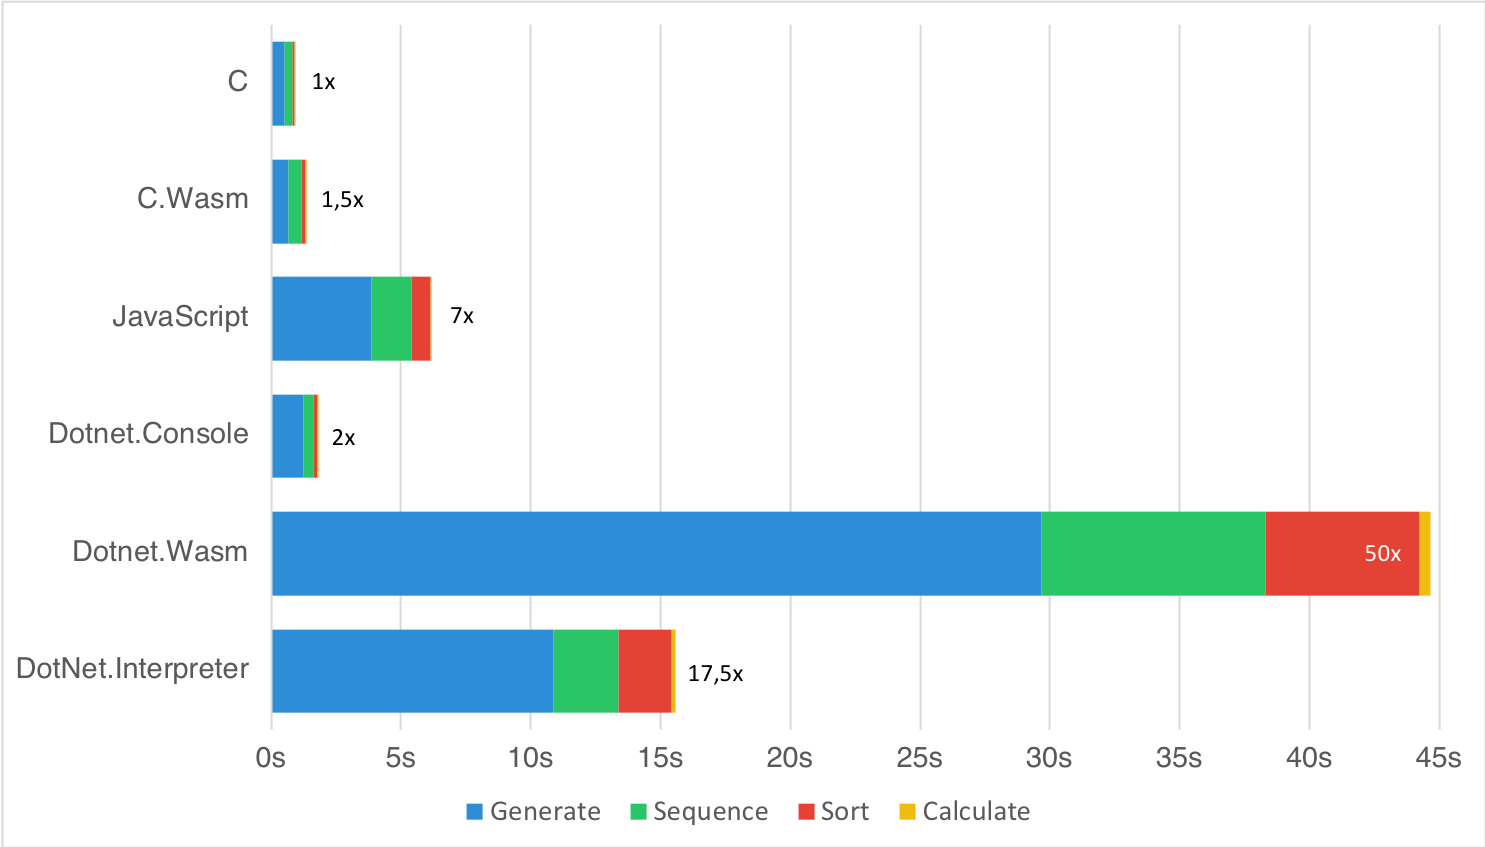 C
1x
C.Wasm
1,5x
JavaScript
7x
Dotnet.Console
2x
Dotnet.Wasm
50x
DotNet.Interpreter
17,5x
0s 5s 10s 15s 20s 25s 30s 35s 40s 45s
Generate Sequence Sort Calculate